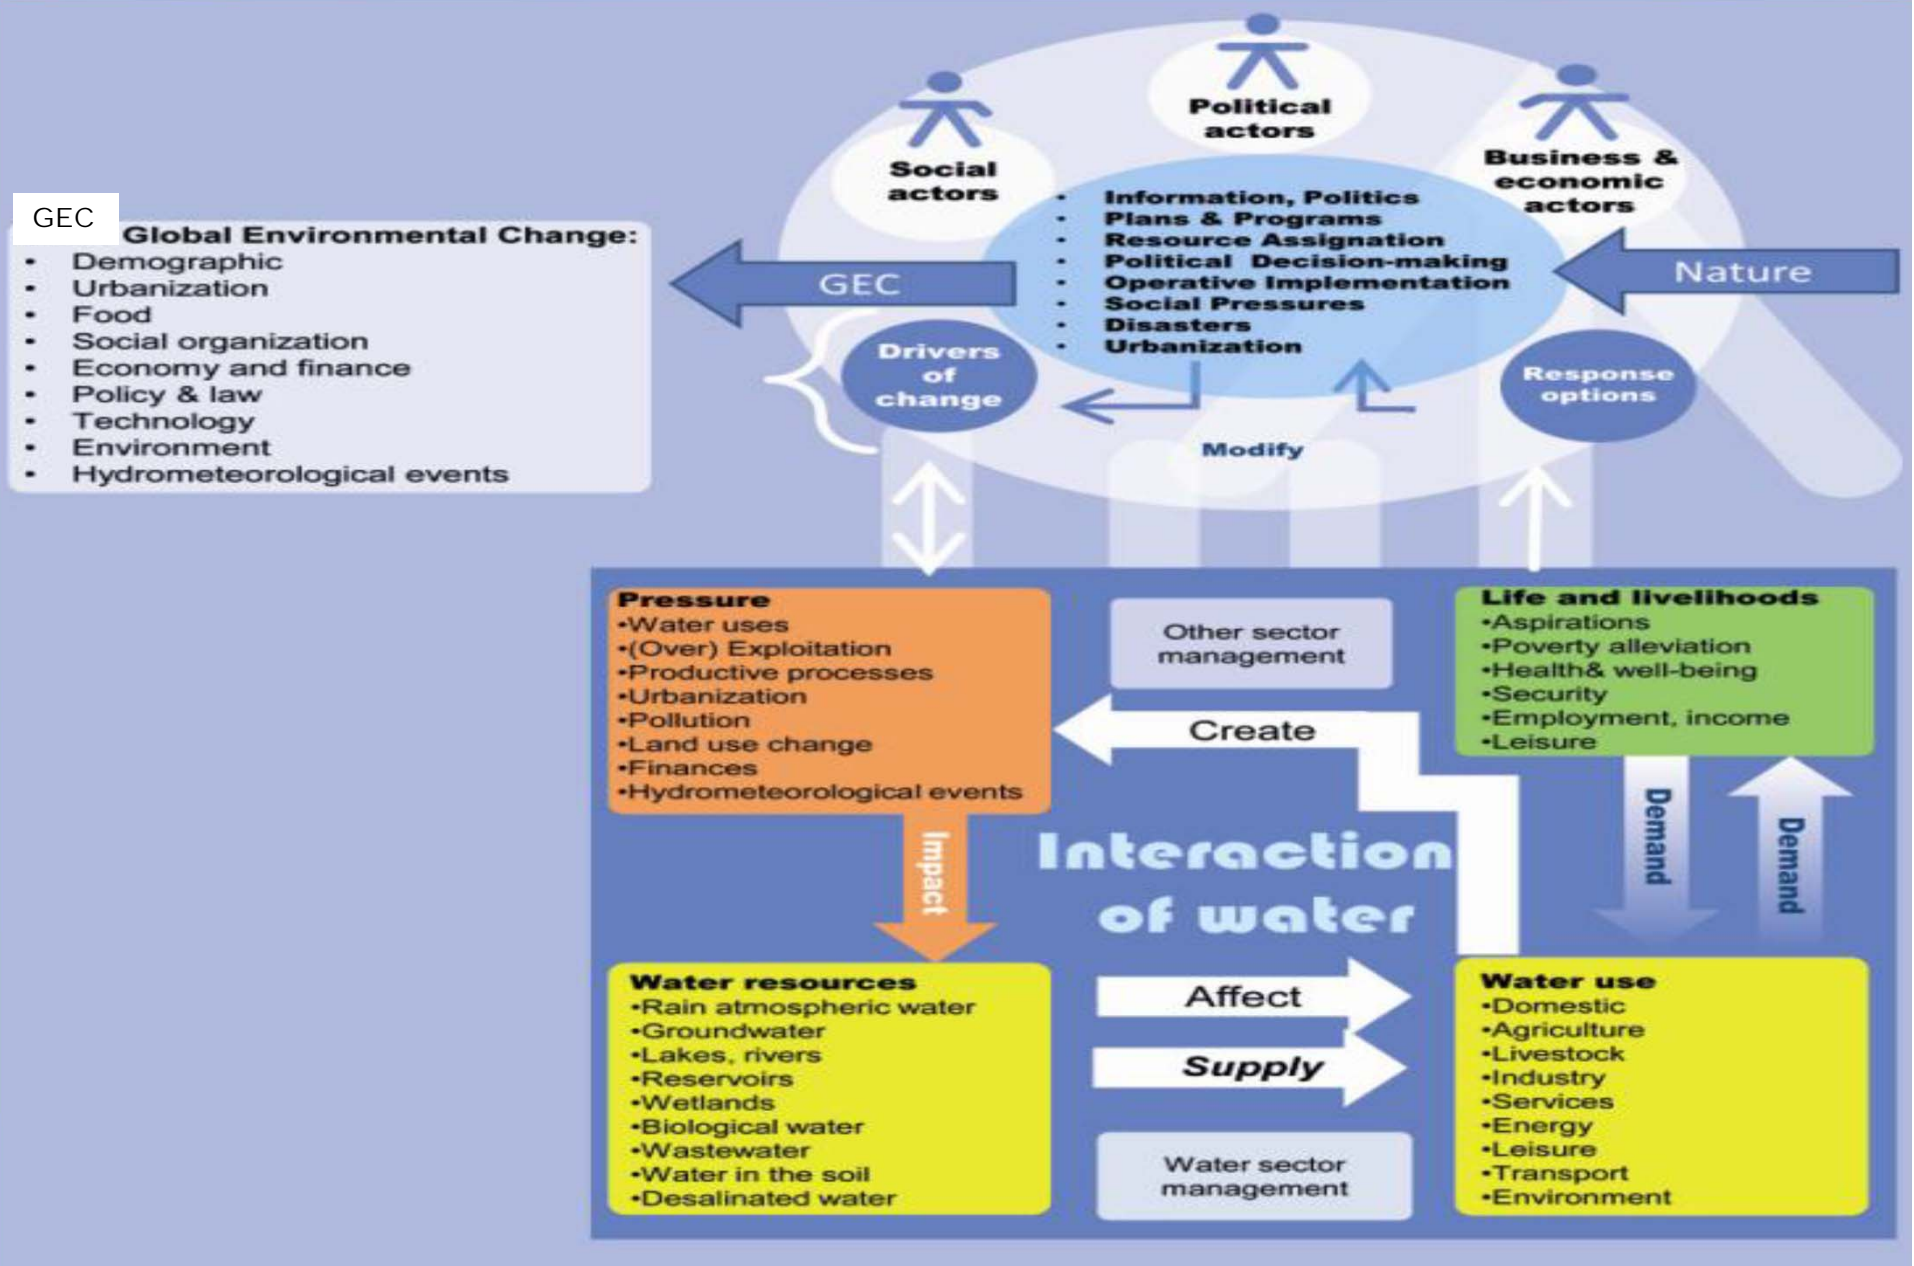 Political
actors
Social
actors
Business &
economic
actors
• Information, Politics
• Plans & Programs
• Resource Assignation
• Political Decision-making
• Operative Implementation
• Social Pressures
• Disasters
• Urbanization
GEC
Global Environmental Change:
• Demographic
• Urbanization
• Food
• Social organization
• Economy and finance
• Policy & law
• Technology
• Environment
• Hydrometeorological events
GEC
Nature
Drivers
of
change
Response
options
Modify
Pressure
•Water uses
•(Over) Exploitation
•Productive processes
•Urbanization
•Pollution
•Land use change
•Finances
•Hydrometeorological events
Other sector
management
Life and livelihoods
•Aspirations
•Poverty alleviation
•Health& well-being
•Security
•Employment, income
•Leisure
Create
Impact
Interaction
of water
Demand
Demand
Water resources
•Rain atmospheric water
•Groundwater
•Lakes, rivers
•Reservoirs
•Wetlands
•Biological water
•Wastewater
•Water in the soil
•Desalinated water
Affect
Supply
Water sector
management
Water use
•Domestic
•Agriculture
•Livestock
•Industry
•Services
•Energy
•Leisure
•Transport
•Environment